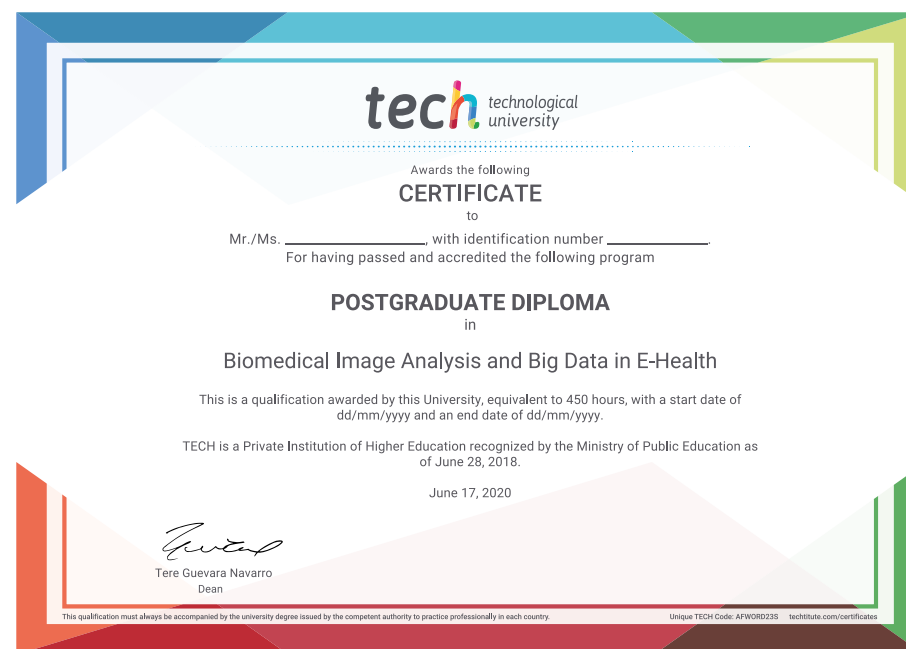 tech technological
university
Awards the following
CERTIFICATE
to
Mr./Ms. ____________, with identification number ____________.
For having passed and accredited the following program
POSTGRADUATE DIPLOMA
in
Biomedical Image Analysis and Big Data in E-Health
This is a qualification awarded by this University, equivalent to 450 hours, with a start date of
dd/mm/yyyy and an end date of dd/mm/yyyy.
TECH is a Private Institution of Higher Education recognized by the Ministry of Public Education as
of June 28, 2018.
June 17, 2020
Tere Guevara Navarro
Dean
This qualification must always be accompanied by the university degree issued by the competent authority to practice professionally in each country.
Unique TECH Code: AFWORD23S techtitute.com/certificates